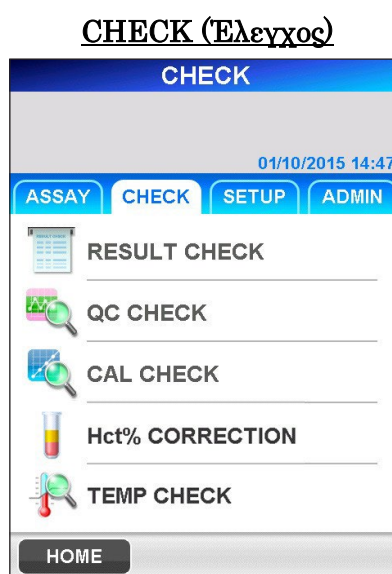 CHECK (Έλεγχος)
CHECK
01/10/2015 14:47
ASSAY CHECK SETUP ADMIN
RESULT CHECK
QC CHECK
CAL CHECK
Hct% CORRECTION
TEMP CHECK
HOME